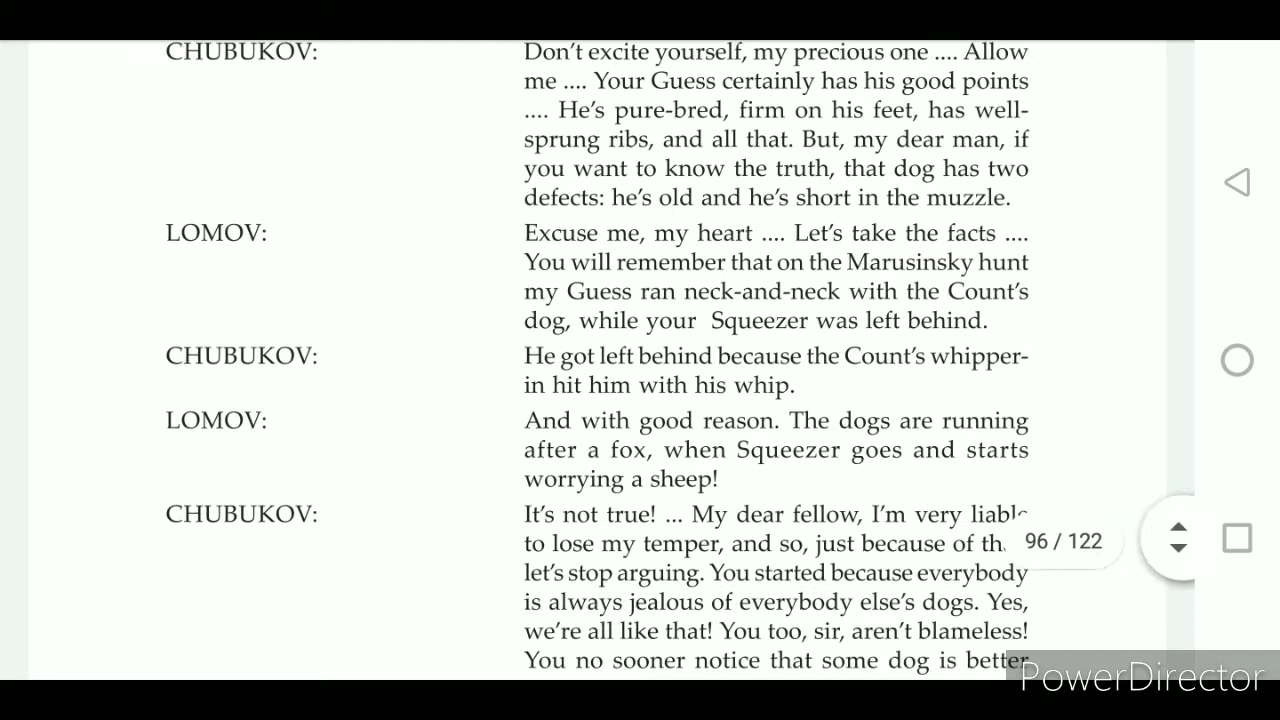 CHUBUKOV: Don't excite yourself, my precious one .... Allow
me .... Your Guess certainly has his good points
.... He's pure-bred, firm on his feet, has well-
sprung ribs, and all that. But, my dear man, if
you want to know the truth, that dog has two
defects: he's old and he's short in the muzzle.
LOMOV: Excuse me, my heart .... Let's take the facts ....
You will remember that on the Marusinsky hunt
my Guess ran neck-and-neck with the Count's
dog, while your Squeezer was left behind.
CHUBUKOV: He got left behind because the Count's whipper-
in hit him with his whip.
LOMOV: And with good reason. The dogs are running
after a fox, when Squeezer goes and starts
worrying a sheep!
CHUBUKOV: It's not true! ... My dear fellow, I'm very liable
to lose my temper, and so, just because of
let's stop arguing. You started because everybody
is always jealous of everybody else's dogs. Yes,
we're all like that! You too, sir, aren't blameless!
You no sooner notice that some dog is better
96 / 122
PowerDirector